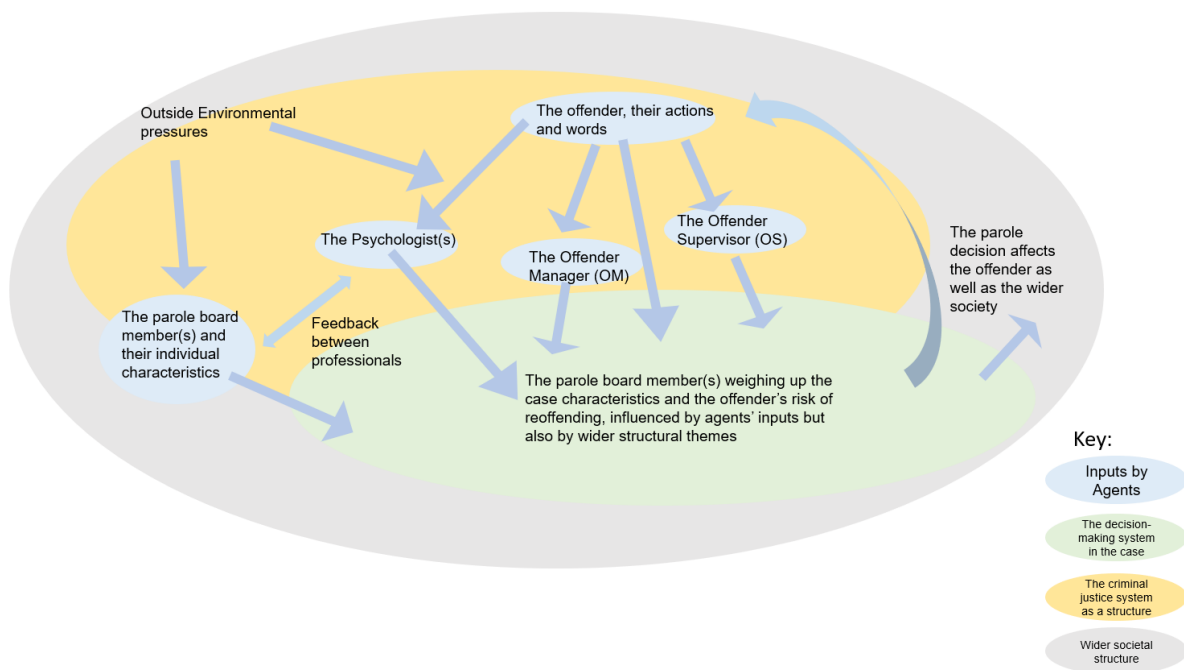 Outside Environmental
pressures
The offender, their actions
and words
The Psychologist(s)
The Offender
Manager (OM)
The Offender
Supervisor (OS)
The parole
decision affects
the offender as
well as the wider
society
The parole board
member(s) and
their individual
characteristics
Feedback
between
professionals
The parole board member(s) weighing up the
case characteristics and the offender’s risk of
reoffending, influenced by agents’ inputs but
also by wider structural themes
Key:
Inputs by
Agents
The decision-
making system
in the case
The criminal
justice system
as a structure
Wider societal
structure